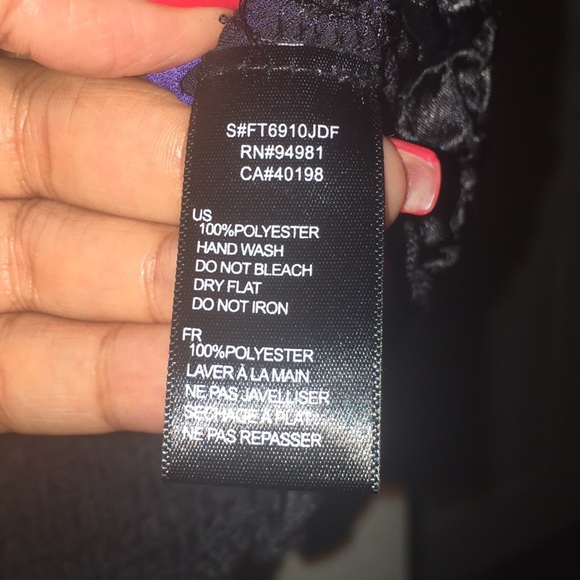 S#FT6910JDF
RN#94981
CA#40198
US
100%POLYESTER
HAND WASH
DO NOT BLEACH
DRY FLAT
DO NOT IRON
FR
100%POLYESTER
LAVER À LA MAIN
NE PAS JAVELLISER
SECHAGE À PLAT
NE PAS REPASSER